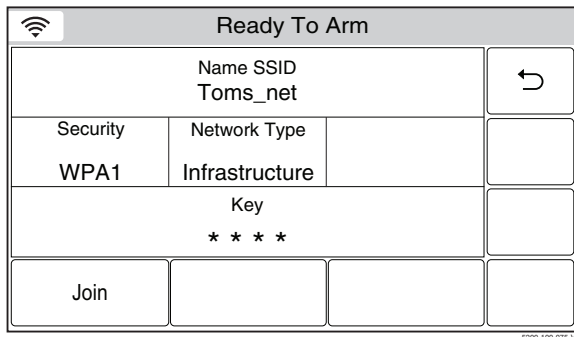 Ready To Arm
Name SSID
Toms_net
Security
Network Type
WPA1
Infrastructure
Key
* * * *
Join